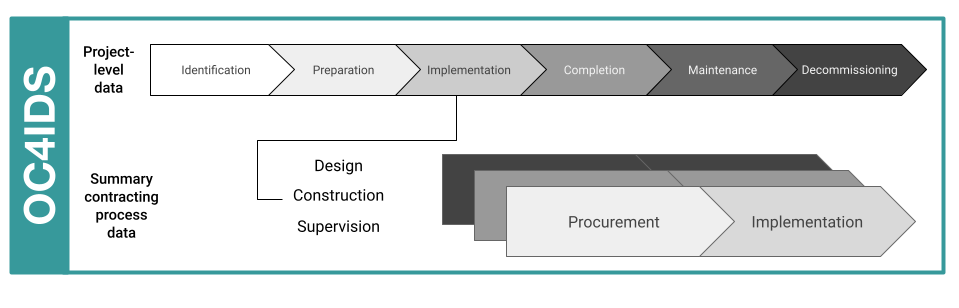 OC4IDS
Project-
level
data
Identification
Preparation
Implementation
Completion
Maintenance
Decommissioning
Summary
contracting
process
data
Design
Construction
Supervision
Procurement
Implementation